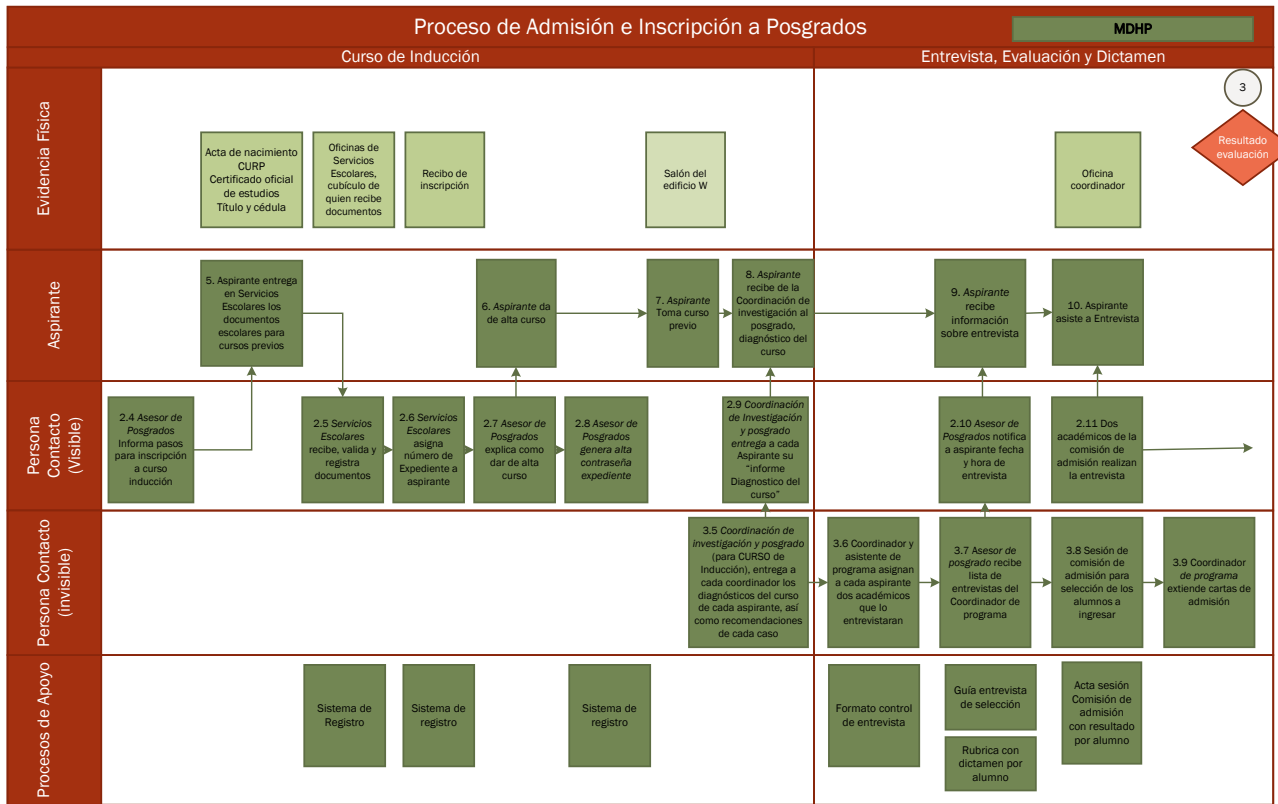 Proceso de Admisión e Inscripción a Posgrados
MDHP
Curso de Inducción
Entrevista, Evaluación y Dictamen
Evidencia Física
Acta de nacimiento
CURP
Certificado oficial
de estudios
Título y cédula
Oficinas de
Servicios
Escolares,
cubículo de
quien recibe
documentos
Recibo de
inscripción
Salón del
edificio W
Oficina
coordinador
3
Resultado
evaluación
Aspirante
5. Aspirante entrega
en Servicios
Escolares los
documentos
escolares para
cursos previos
6. Aspirante da
de alta curso
7. Aspirante
Toma curso
previo
8. Aspirante
recibe de la
Coordinación de
investigación al
posgrado,
diagnóstico del
curso
9. Aspirante
recibe
información
sobre entrevista
10. Aspirante
asiste a Entrevista
Persona
Contacto
(Visible)
2.4 Asesor de
Posgrados
Informa pasos
para inscripción
a curso
inducción
2.5 Servicios
Escolares
recibe, valida y
registra
documentos
2.6 Servicios
Escolares
asigna
número de
Expediente a
aspirante
2.7 Asesor de
Posgrados
explica como
dar de alta
curso
2.8 Asesor de
Posgrados
genera alta
contraseña
expediente
2.9 Coordinación
de Investigación
y posgrado
entrega a cada
Aspirante su
"informe
Diagnostico del
curso"
2.10 Asesor de
Posgrados notifica
a aspirante fecha
y hora de
entrevista
2.11 Dos
académicos de la
comisión de
admisión realizan
la entrevista
Persona Contacto
(invisible)
3.5 Coordinación de
investigación y posgrado
(para CURSO de
Inducción), entrega a
cada coordinador los
diagnósticos del curso
de cada aspirante, así
como recomendaciones
de cada caso
3.6 Coordinador y
asistente de
programa asignan
a cada aspirante
dos académicos
que lo
entrevistaran
3.7 Asesor de
posgrado recibe
lista de
entrevistas del
Coordinador de
programa
3.8 Sesión de
comisión de
admisión para
selección de los
alumnos a
ingresar
3.9 Coordinador
de programa
extiende cartas de
admisión
Procesos de Apoyo
Sistema de
Registro
Sistema de
registro
Sistema de
registro
Formato control
de entrevista
Guía entrevista
de selección
Rubrica con
dictamen por
alumno
Acta sesión
Comisión de
admisión
con resultado
por alumno